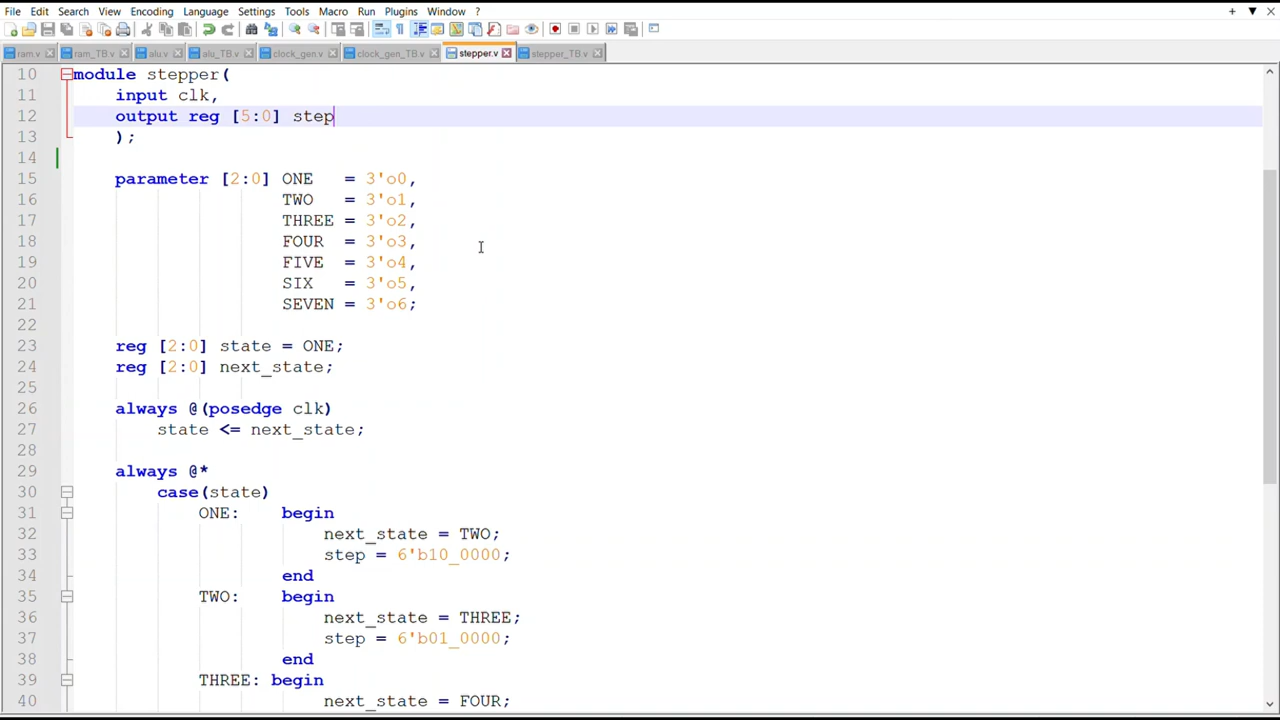 File Edit Search View Encoding Language Settings Tools Macro Run Plugins Window ?
ram.v ram_TB.v alu.v alu_TB.v clock_gen.v clock_gen_TB.v stepper.v stepper_TB.v
10 module stepper(
11 input clk,
12 output reg [5:0] step
13 );
14
15 parameter [2:0] ONE = 3'o0,
16 TWO = 3'o1,
17 THREE = 3'o2,
18 FOUR = 3'o3,
19 FIVE = 3'o4,
20 SIX = 3'o5,
21 SEVEN = 3'o6;
22
23 reg [2:0] state = ONE;
24 reg [2:0] next_state;
25
26 always @(posedge clk)
27 state <= next_state;
28
29 always @*
30 case(state)
31 ONE: begin
32 next_state = TWO;
33 step = 6'b10_0000;
34 end
35 TWO: begin
36 next_state = THREE;
37 step = 6'b01_0000;
38 end
39 THREE: begin
40 next_state = FOUR;